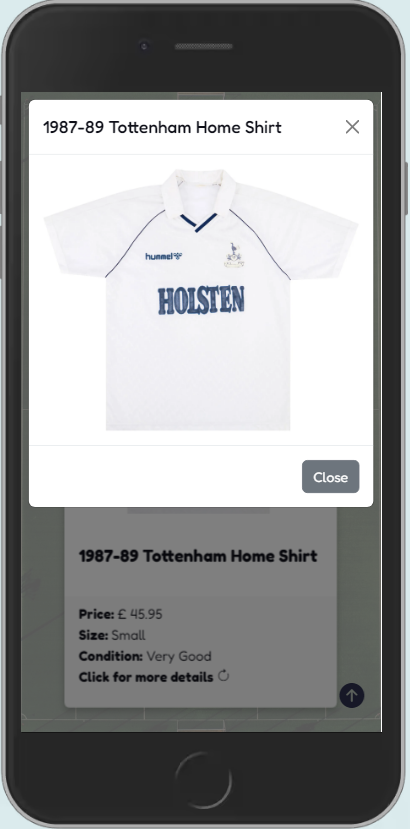 1987-89 Tottenham Home Shirt
hummel
HOLSTEN
Close
1987-89 Tottenham Home Shirt
Price: £ 45.95
Size: Small
Condition: Very Good
Click for more details